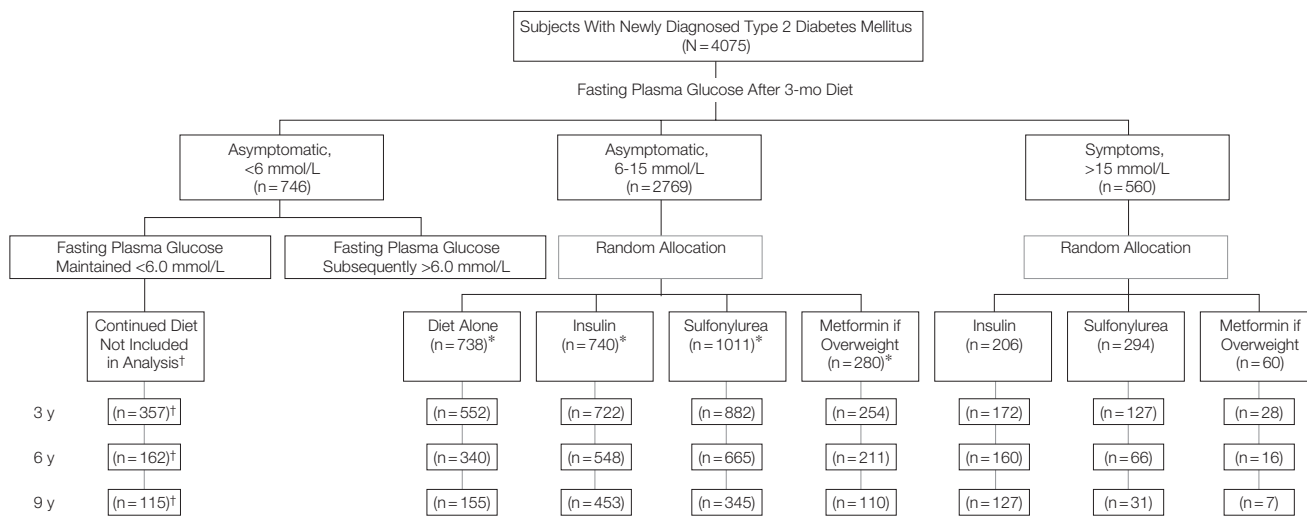 Subjects With Newly Diagnosed Type 2 Diabetes Mellitus
(N = 4075)
Fasting Plasma Glucose After 3-mo Diet
Asymptomatic,
<6 mmol/L
(n = 746)
Asymptomatic,
6-15 mmol/L
(n = 2769)
Symptoms,
>15 mmol/L
(n = 560)
Fasting Plasma Glucose
Maintained <6.0 mmol/L
Fasting Plasma Glucose
Subsequently >6.0 mmol/L
Random Allocation
Random Allocation
Continued Diet
Not Included
in Analysis†
Diet Alone
(n = 738)*
Insulin
(n = 740)*
Sulfonylurea
(n = 1011)*
Metformin if
Overweight
(n = 280)*
Insulin
(n = 206)
Sulfonylurea
(n = 294)
Metformin if
Overweight
(n = 60)
3 y (n = 357)† (n = 552) (n = 722) (n = 882) (n = 254) (n = 172) (n = 127) (n = 28)
6 y (n = 162)† (n = 340) (n = 548) (n = 665) (n = 211) (n = 160) (n = 66) (n = 16)
9 y (n = 115)† (n = 155) (n = 453) (n = 345) (n = 110) (n = 127) (n = 31) (n = 7)